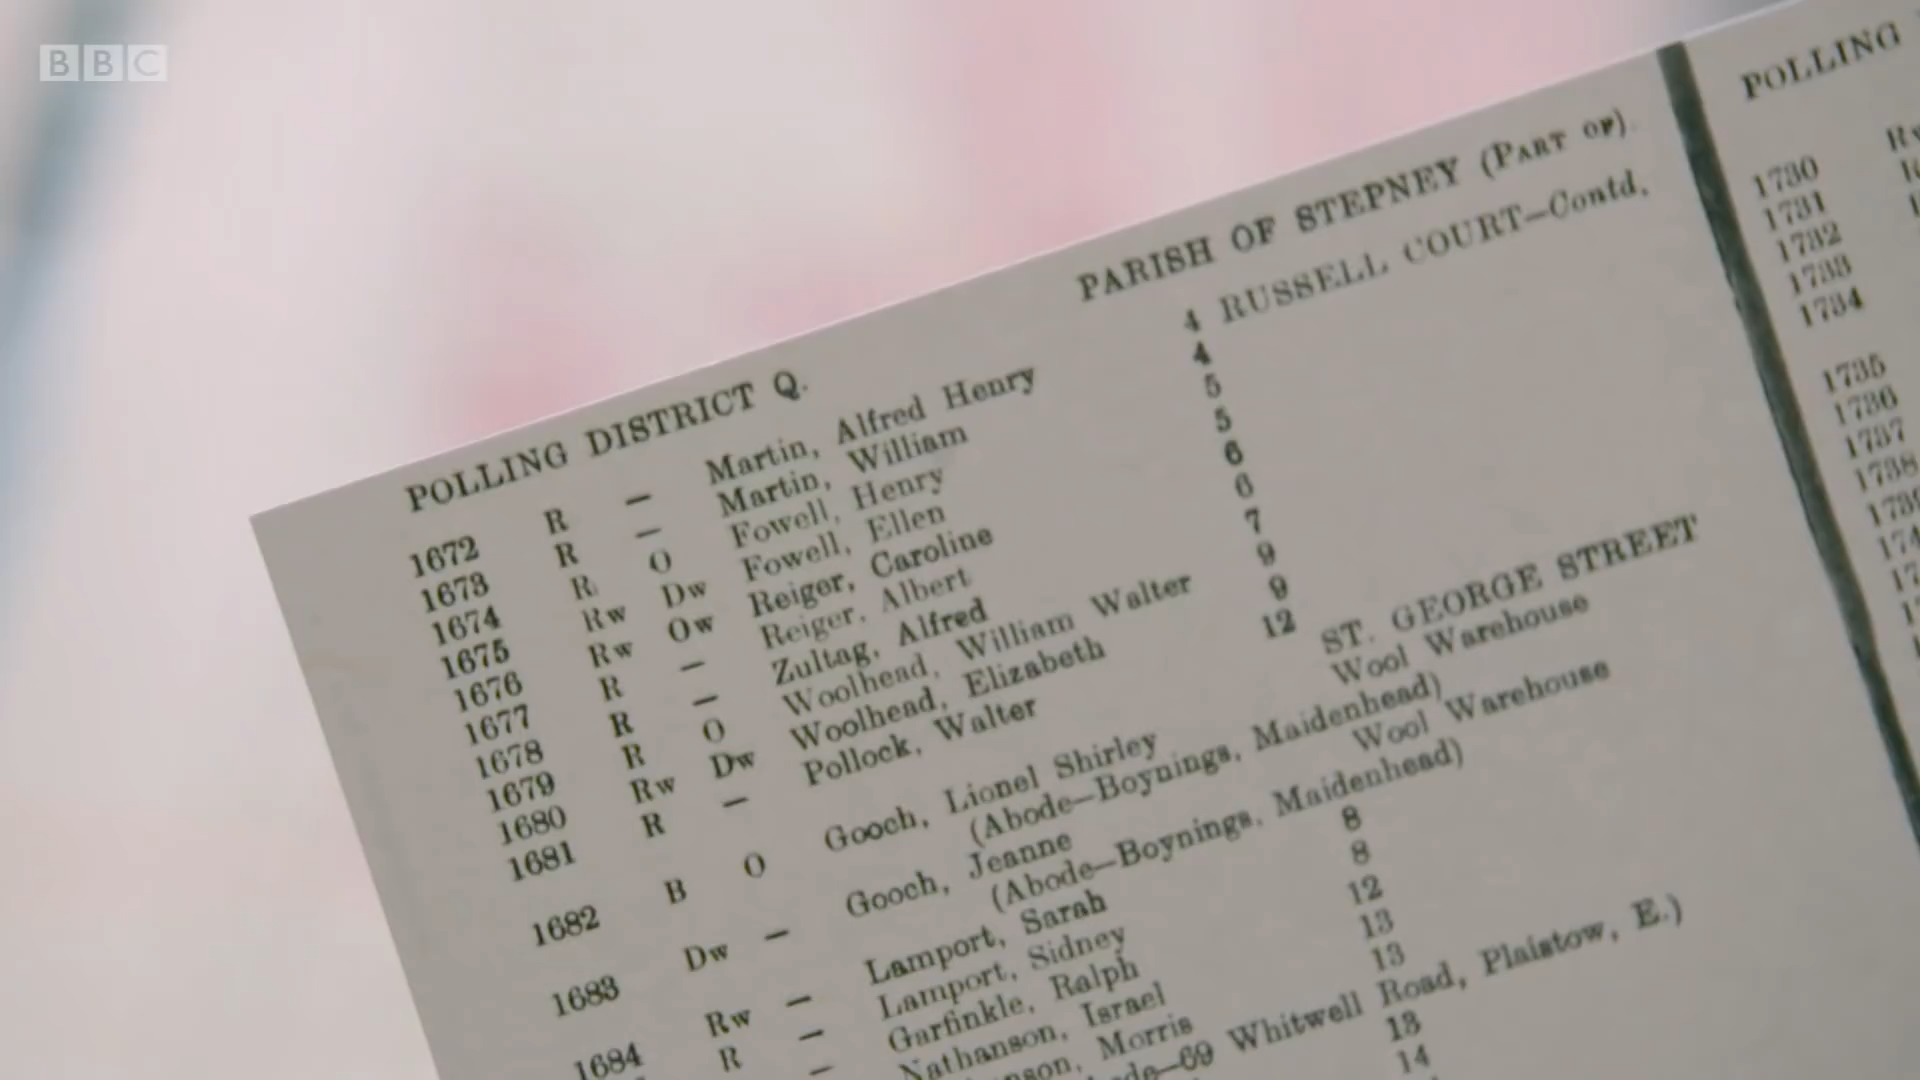 BBC
POLLING DISTRICT Q. PARISH OF STEPNEY (PART OF).
RUSSELL COURT—Contd.
1672 R — Martin, Alfred Henry 4
1673 R — Martin, William 4
1674 R O Fowell, Henry 5
1675 Rw Dw Fowell, Ellen 5
1676 Rw Ow Reiger, Caroline 6
1677 R — Reiger, Albert 6
1678 R — Zultag, Alfred 7
1679 R O Woolhead, William Walter 9
1680 Rw Dw Woolhead, Elizabeth 9
1681 R — Pollock, Walter 12
ST. GEORGE STREET
1682 B O Gooch, Lionel Shirley Wool Warehouse
(Abode—Boynings, Maidenhead)
1683 Dw — Gooch, Jeanne Wool Warehouse
(Abode—Boynings, Maidenhead)
1684 Rw — Lamport, Sarah 8
R — Lamport, Sidney 8
— Garfinkle, Ralph 12
Nathanson, Israel 13
Morris 13
69 Whitwell Road, Plaistow, E.)
13
14
POLLING
1730
1731
1732
1733
1734
1735
1736
1737
1738